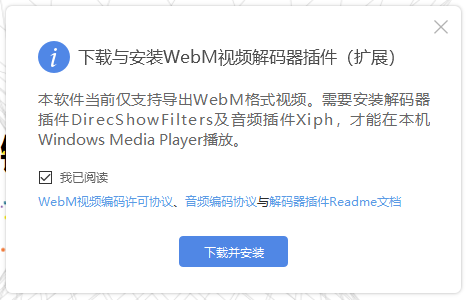 下载与安装WebM视频解码器插件（扩展）
本软件当前仅支持导出WebM格式视频。需要安装解码器
插件DirecShowFilters及音频插件Xiph，才能在本机
Windows Media Player播放。
我已阅读
WebM视频编码许可协议、音频编码协议与解码器插件Readme文档
下载并安装